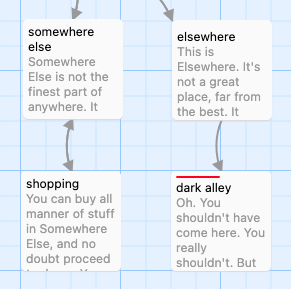 somewhere
else
Somewhere
Else is not the
finest part of
anywhere. It
elsewhere
This is
Elsewhere. It's
not a great
place, far from
the best. It
shopping
You can buy all
manner of stuff
in Somewhere
Else, and no
doubt proceed
dark alley
Oh. You
shouldn't have
come here. You
really
shouldn't. But